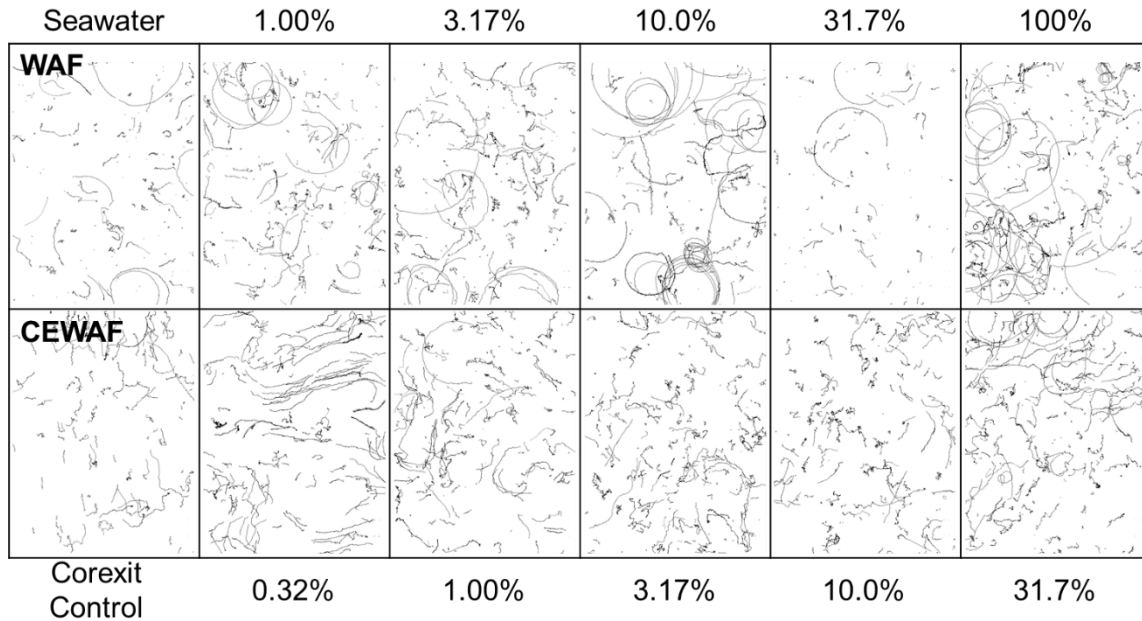 Seawater 1.00% 3.17% 10.0% 31.7% 100%
WAF
CEWAF
Corexit
Control 0.32% 1.00% 3.17% 10.0% 31.7%